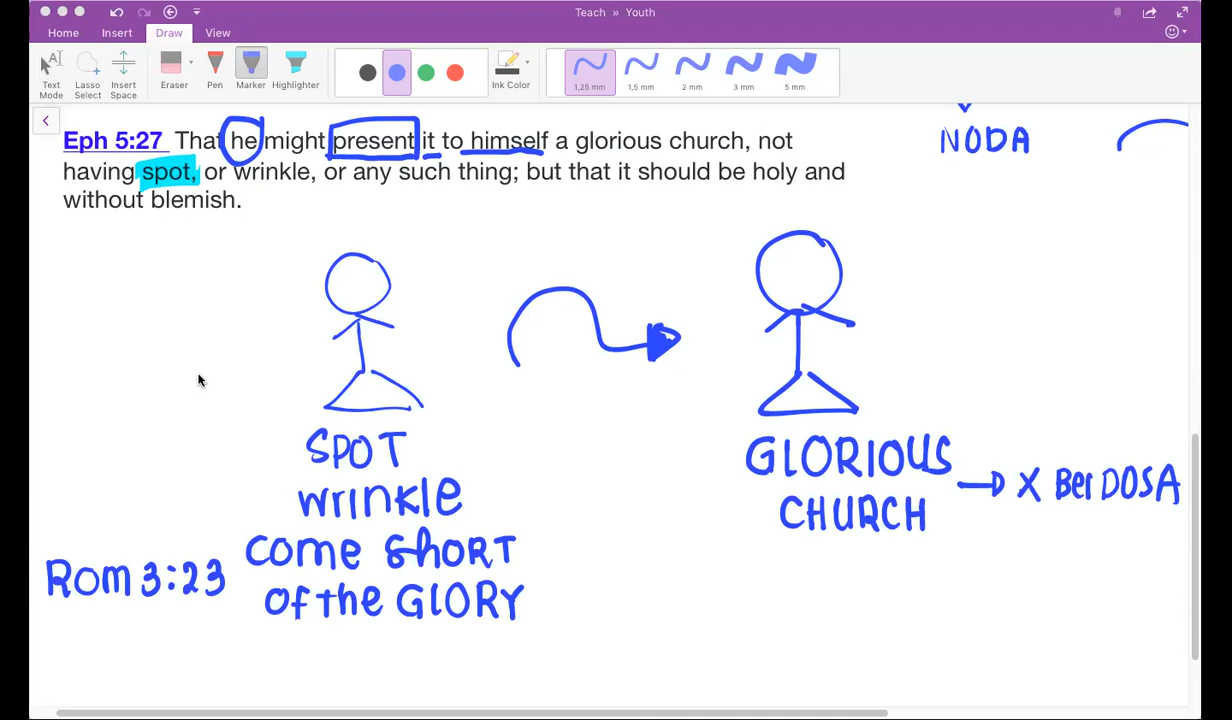 Teach » Youth
Home Insert Draw View
Text Mode
Lasso Select
Insert Space
Eraser
Pen
Marker
Highlighter
Ink Color
1,25 mm
1,5 mm
2 mm
3 mm
5 mm
Eph 5:27 That he might present it to himself a glorious church, not
having spot, or wrinkle, or any such thing; but that it should be holy and
without blemish.
NODA
SPOT
wrinkle
come short
of the GLORY
Rom 3:23
GLORIOUS
CHURCH
X Ber DOSA